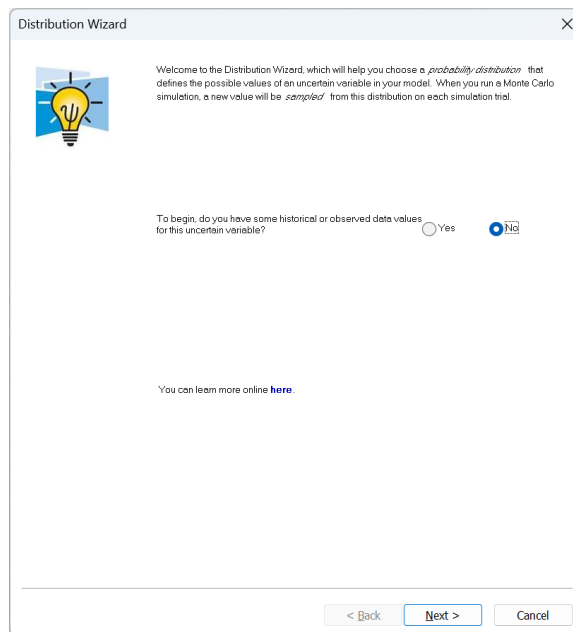 Distribution Wizard
Welcome to the Distribution Wizard, which will help you choose a probability distribution that
defines the possible values of an uncertain variable in your model. When you run a Monte Carlo
simulation, a new value will be sampled from this distribution on each simulation trial.
To begin, do you have some historical or observed data values
for this uncertain variable?
Yes
No
You can learn more online here.
< Back
Next >
Cancel